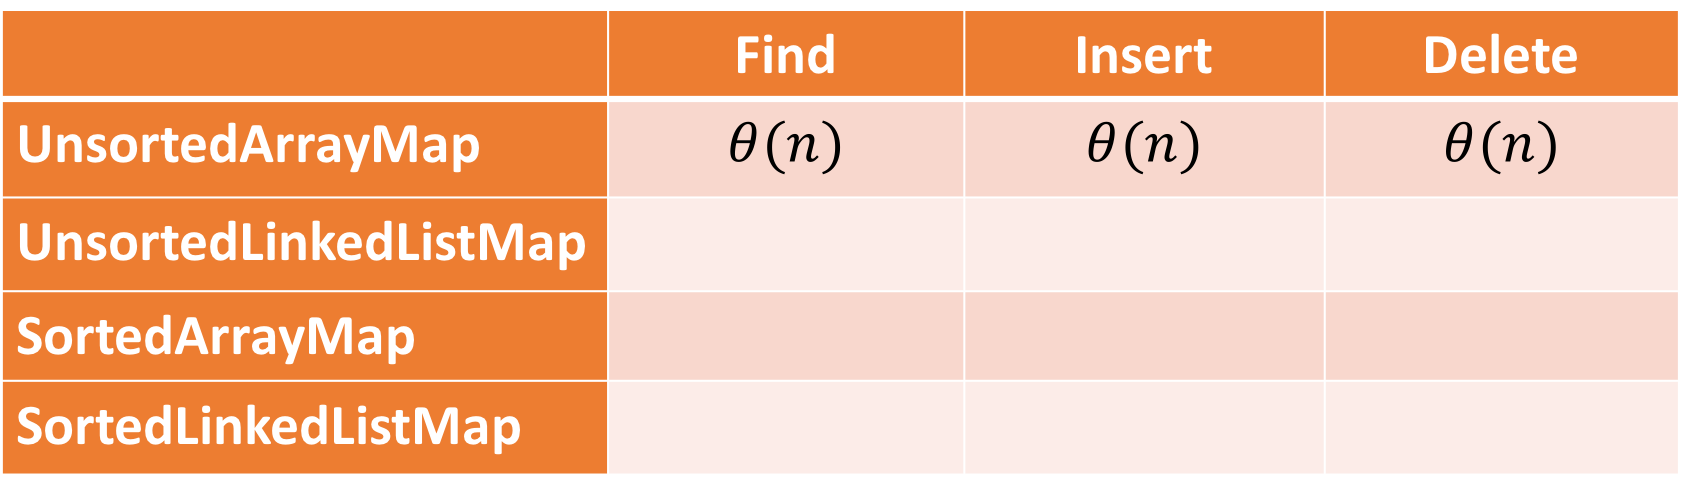 Find Insert Delete
UnsortedArrayMap θ(n) θ(n) θ(n)
UnsortedLinkedListMap
SortedArrayMap
SortedLinkedListMap